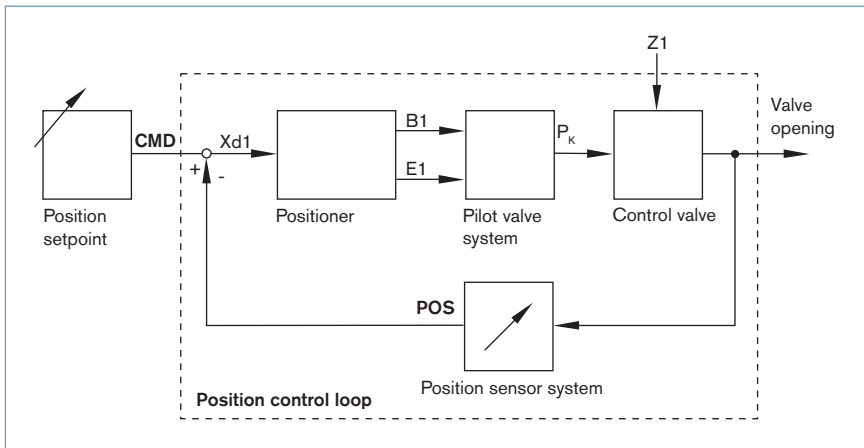 Z1
Valve
opening
CMD
Xd1
B1
E1
P_K
+
-
Position
setpoint
Positioner
Pilot valve
system
Control valve
POS
Position sensor system
Position control loop